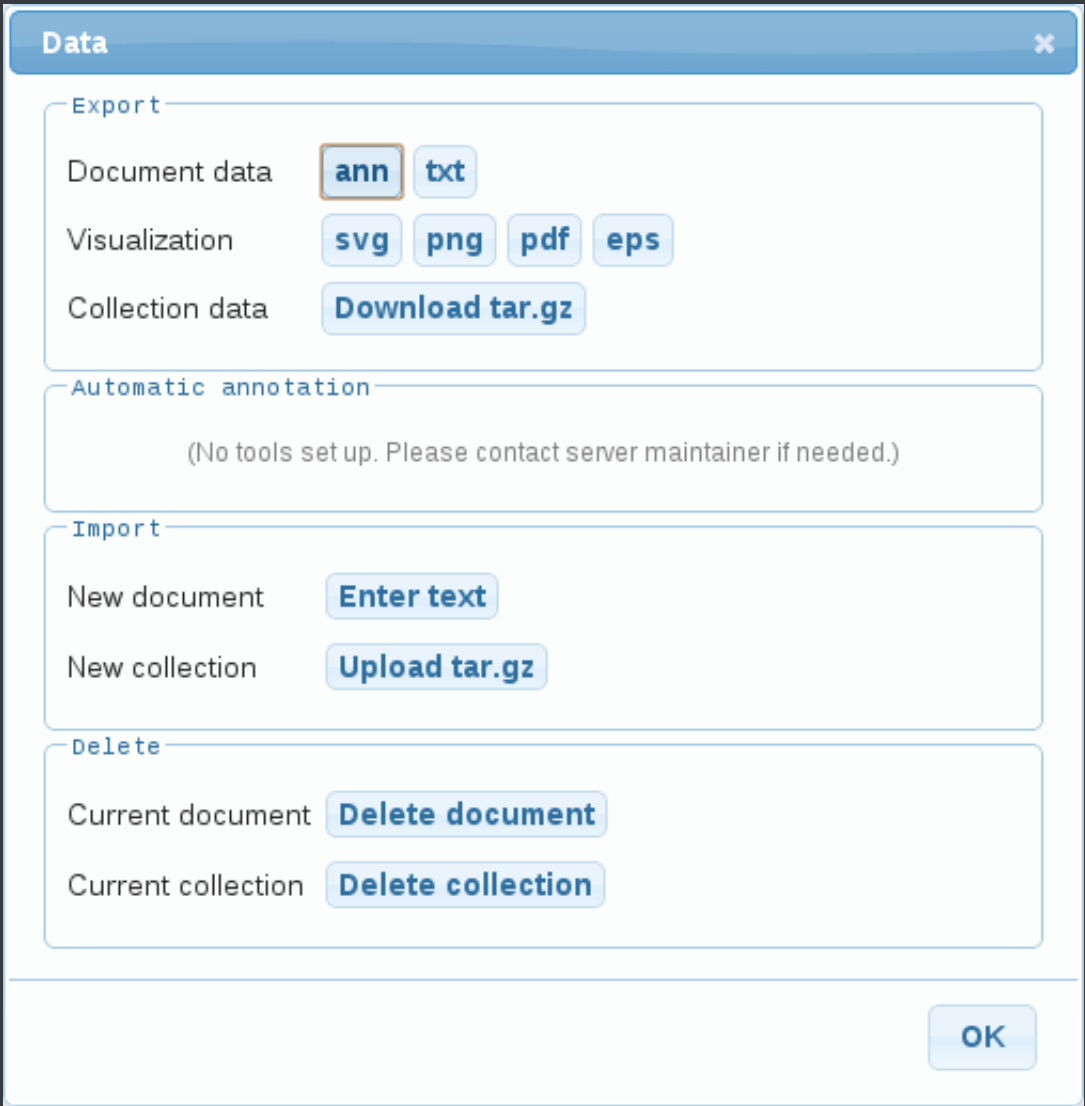 Data
Export
Document data ann txt
Visualization svg png pdf eps
Collection data Download tar.gz
Automatic annotation
(No tools set up. Please contact server maintainer if needed.)
Import
New document Enter text
New collection Upload tar.gz
Delete
Current document Delete document
Current collection Delete collection
OK